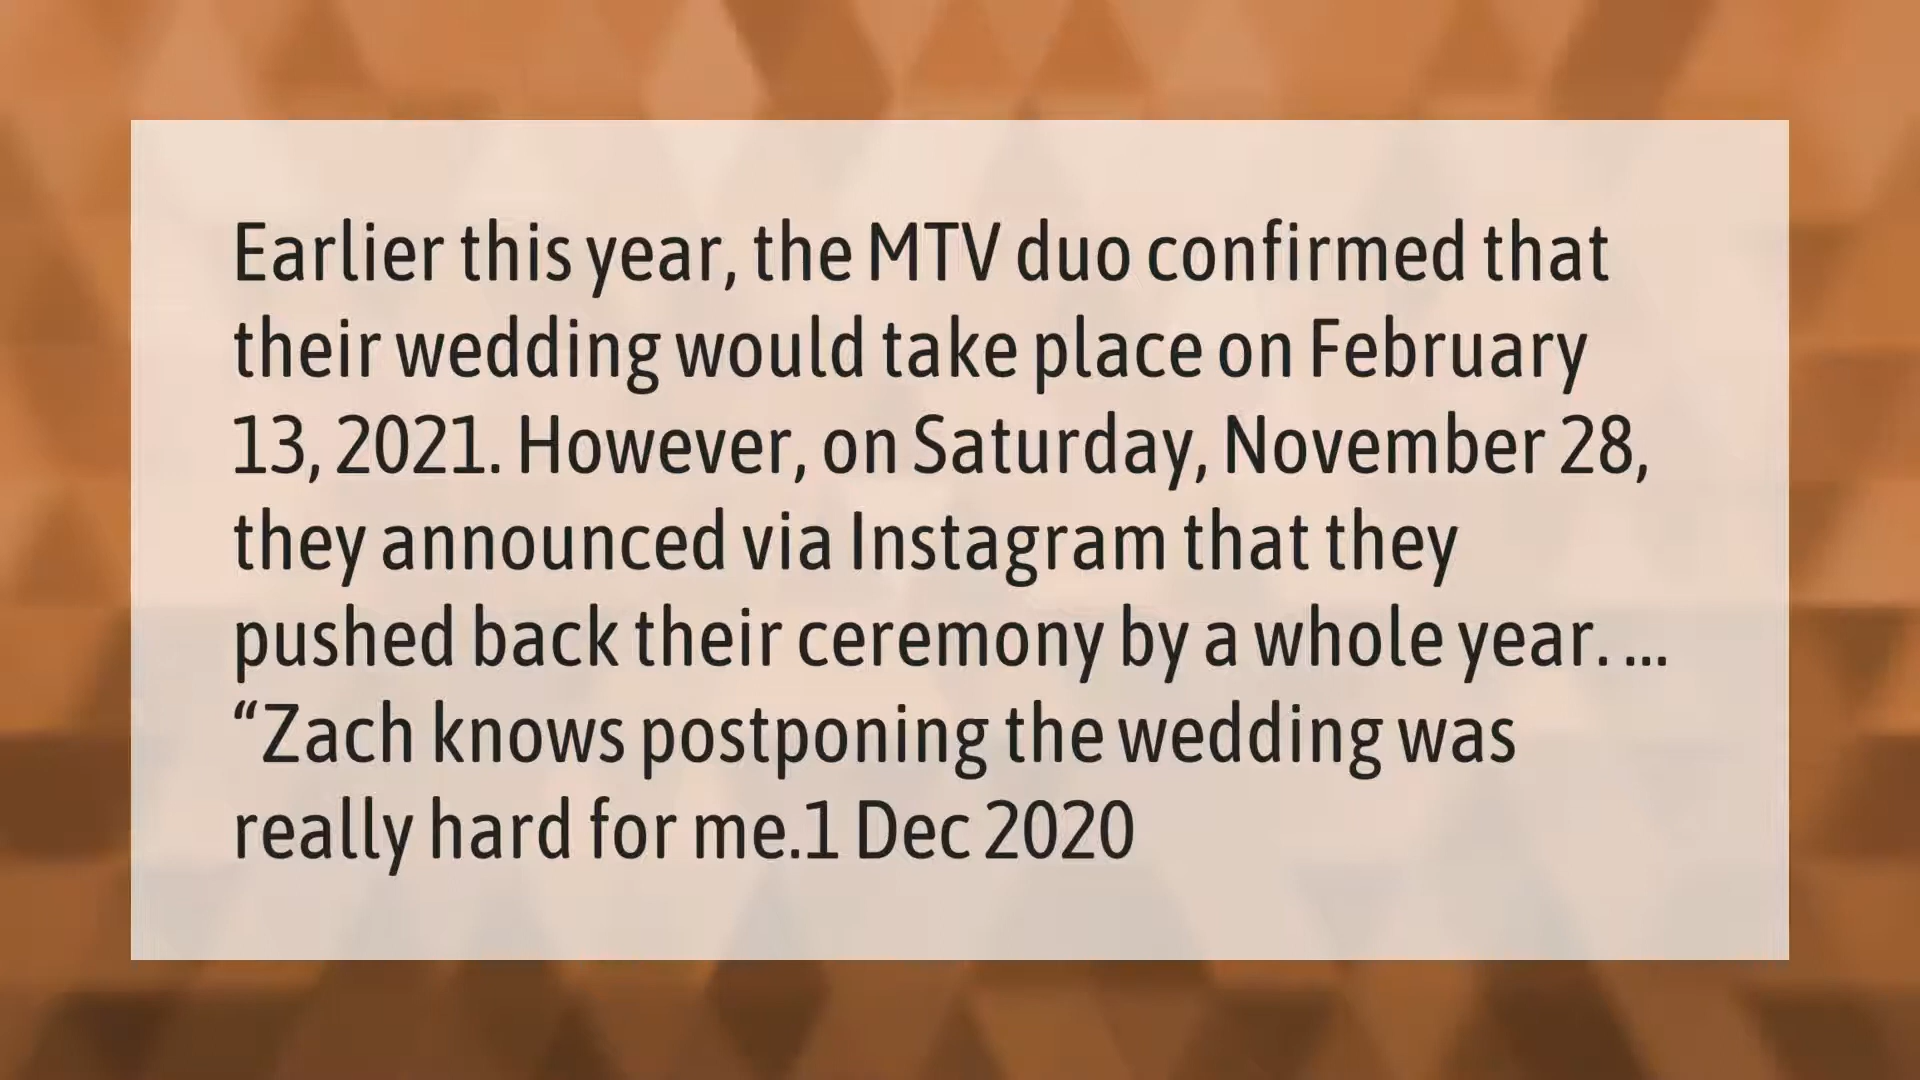 Earlier this year, the MTV duo confirmed that
their wedding would take place on February
13, 2021. However, on Saturday, November 28,
they announced via Instagram that they
pushed back their ceremony by a whole year. ...
“Zach knows postponing the wedding was
really hard for me.1 Dec 2020